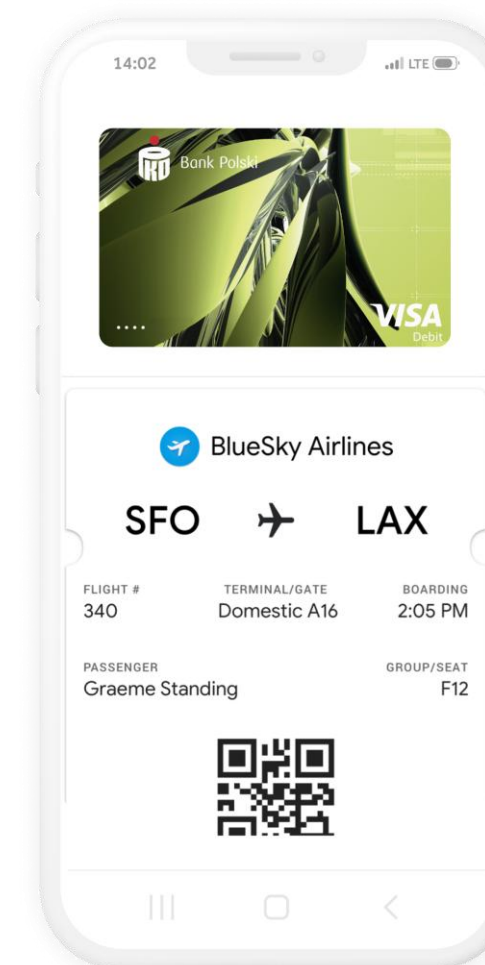 14:02 LTE
PKO Bank Polski
....
VISA
Debit
BlueSky Airlines
SFO LAX
FLIGHT # TERMINAL/GATE BOARDING
340 Domestic A16 2:05 PM
PASSENGER GROUP/SEAT
Graeme Standing F12